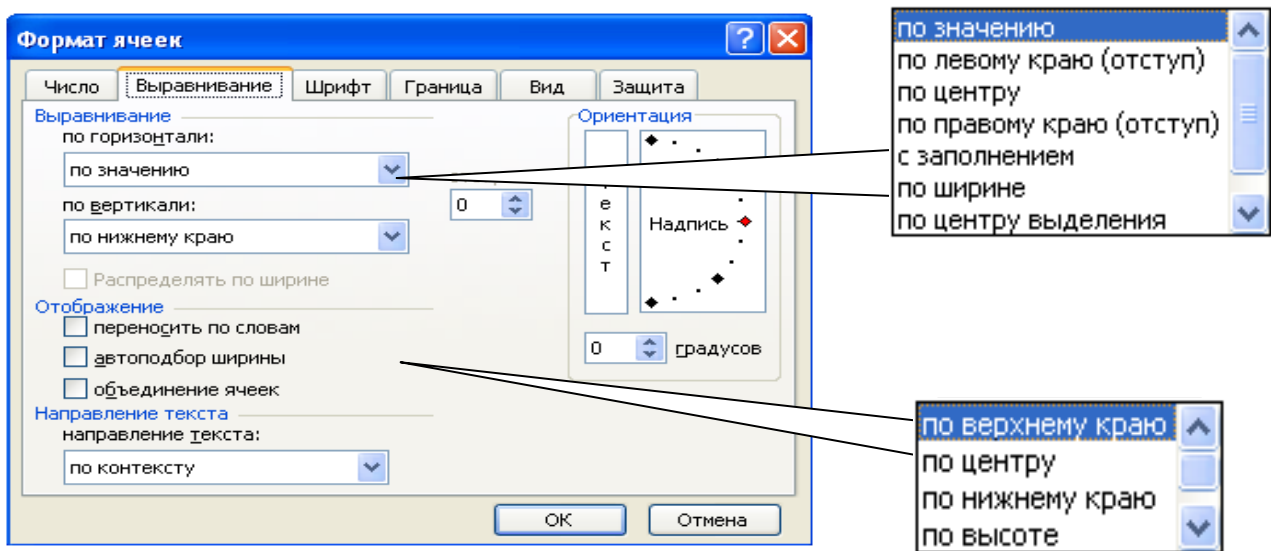 Формат ячеек
Число Выравнивание Шрифт Граница Вид Защита
Выравнивание
по горизонтали:
по значению
по вертикали:
0
по нижнему краю
Распределять по ширине
Отображение
переносить по словам
автоподбор ширины
объединение ячеек
Направление текста
направление текста:
по контексту
Ориентация
Надпись
0 градусов
ОК Отмена
по значению
по левому краю (отступ)
по центру
по правому краю (отступ)
с заполнением
по ширине
по центру выделения
по верхнему краю
по центру
по нижнему краю
по высоте